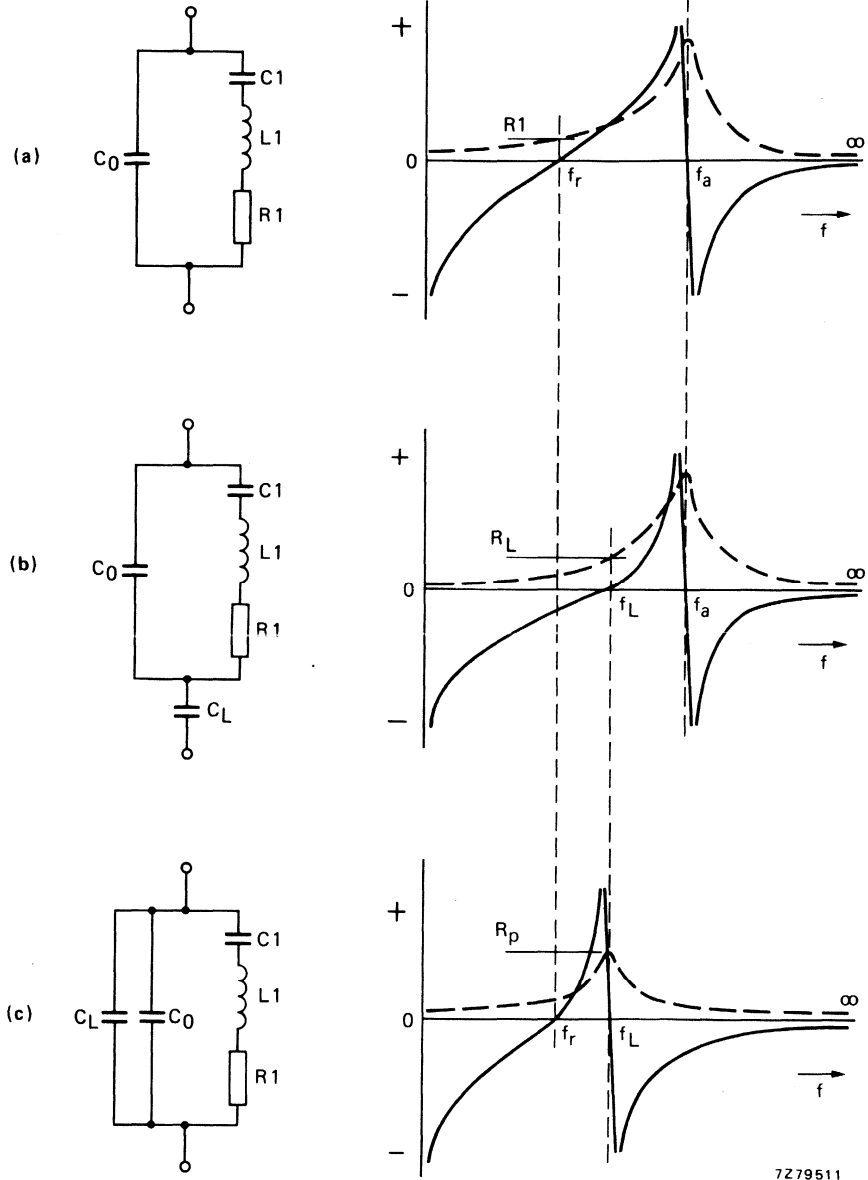 (a)
C0
C1
L1
R1
+
0
−
R1
fr
fa
∞
f
(b)
C0
C1
L1
R1
CL
+
0
−
RL
fL
fa
∞
f
(c)
CL
C0
C1
L1
R1
+
0
−
Rp
fr
fL
∞
f
7Z79511